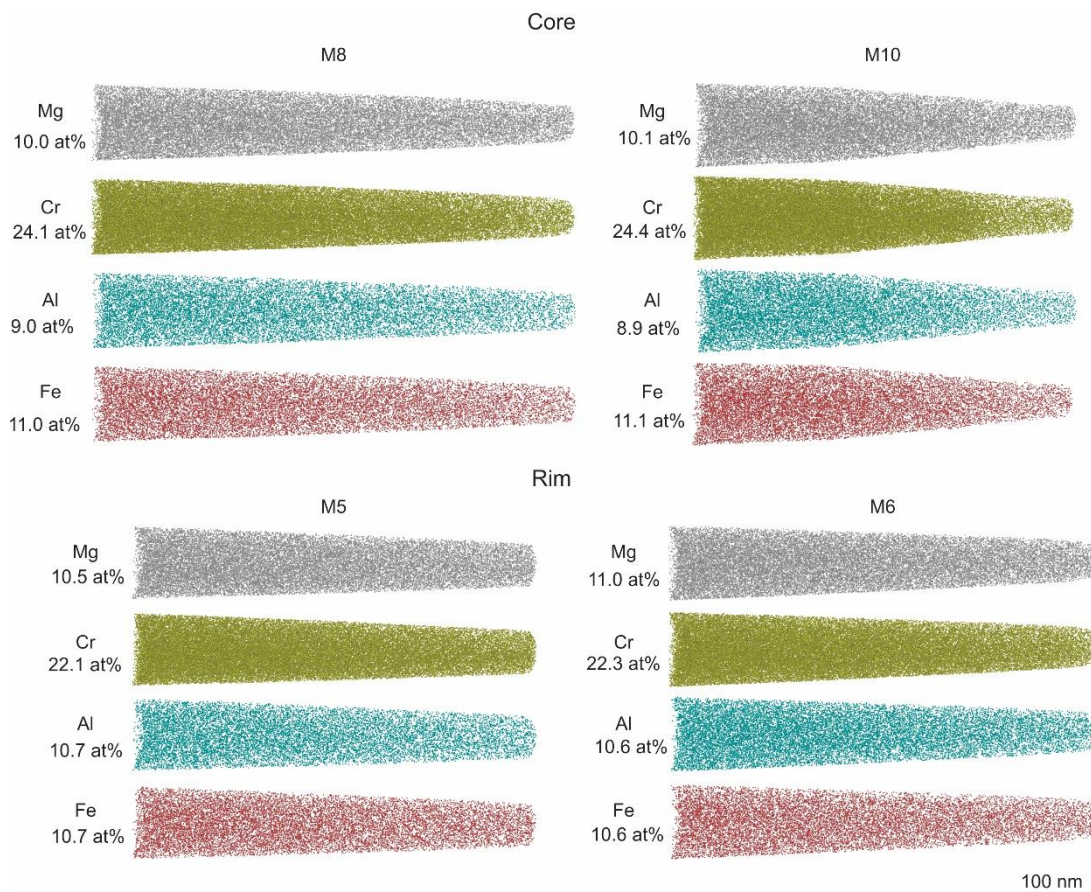 Core
M8
Mg
10.0 at%
Cr
24.1 at%
Al
9.0 at%
Fe
11.0 at%
M10
Mg
10.1 at%
Cr
24.4 at%
Al
8.9 at%
Fe
11.1 at%
Rim
M5
Mg
10.5 at%
Cr
22.1 at%
Al
10.7 at%
Fe
10.7 at%
M6
Mg
11.0 at%
Cr
22.3 at%
Al
10.6 at%
Fe
10.6 at%
100 nm